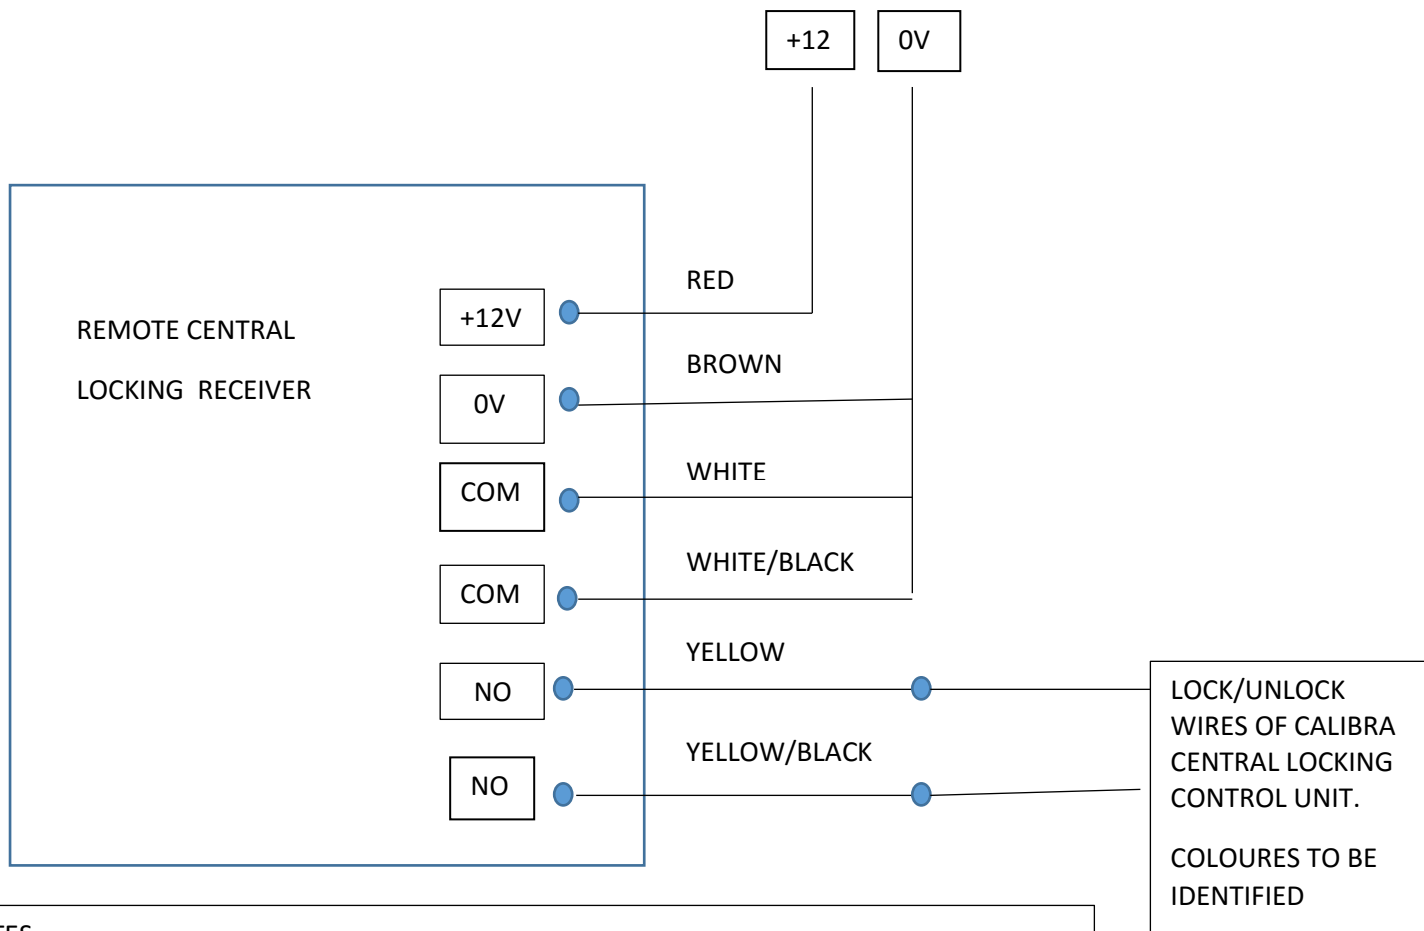 +12
0V
RED
+12V
REMOTE CENTRAL
BROWN
LOCKING RECEIVER
0V
WHITE
COM
WHITE/BLACK
COM
YELLOW
NO
LOCK/UNLOCK
WIRES OF CALIBRA
CENTRAL LOCKING
CONTROL UNIT.
YELLOW/BLACK
NO
COLOURES TO BE
IDENTIFIED